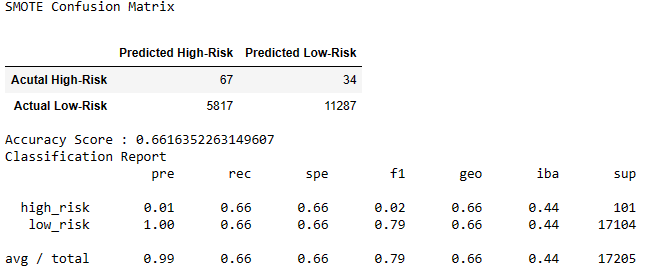 SMOTE Confusion Matrix
Predicted High-Risk Predicted Low-Risk
Acutal High-Risk 67 34
Actual Low-Risk 5817 11287
Accuracy Score : 0.6616352263149607
Classification Report
pre rec spe f1 geo iba sup
high_risk 0.01 0.66 0.66 0.02 0.66 0.44 101
low_risk 1.00 0.66 0.66 0.79 0.66 0.44 17104
avg / total 0.99 0.66 0.66 0.79 0.66 0.44 17205